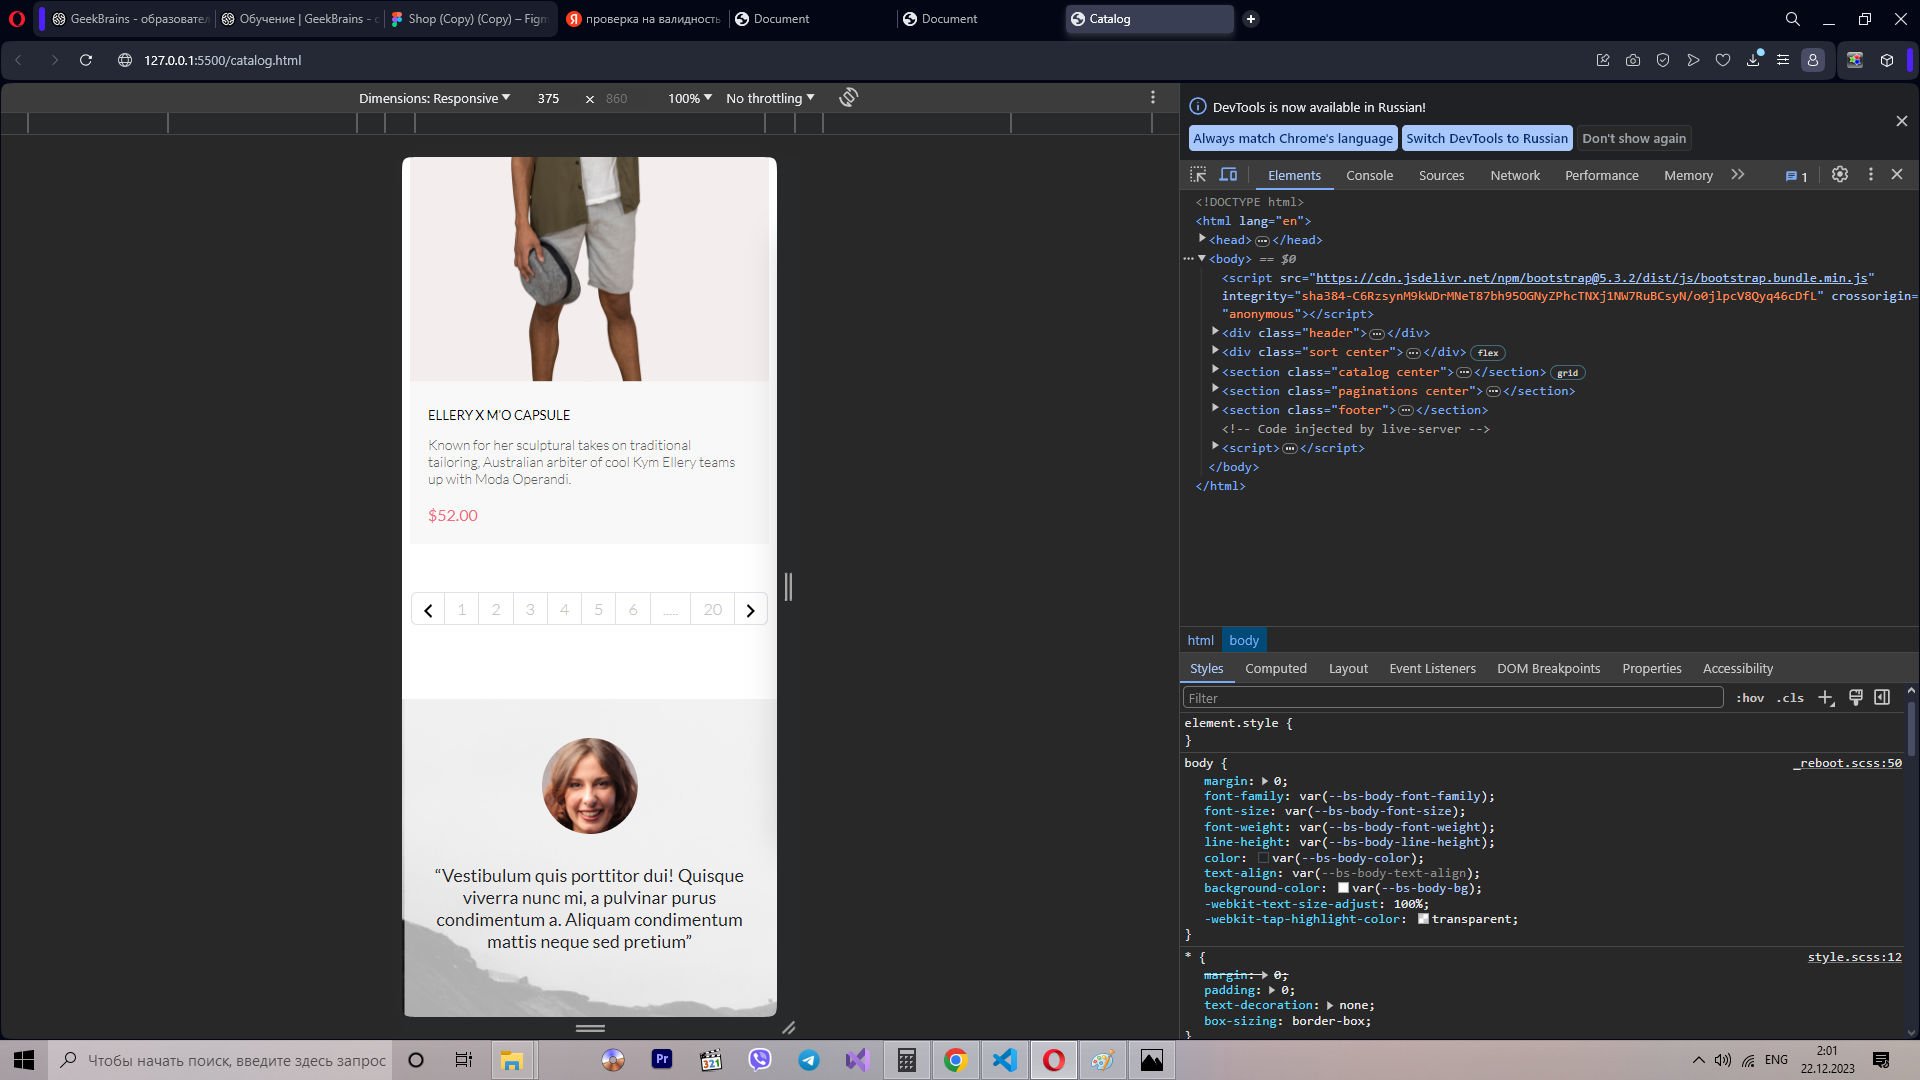 GeekBrains - образовател
Обучение | GeekBrains - с
Shop (Copy) (Copy) – Figm
проверка на валидность
Document
Document
Catalog
127.0.0.1:5500/catalog.html
Dimensions: Responsive 375 × 860 100% No throttling
DevTools is now available in Russian!
Always match Chrome's language Switch DevTools to Russian Don't show again
Elements Console Sources Network Performance Memory 1
<!DOCTYPE html>
<html lang="en">
<head>…</head>
<body> == $0
<script src="https://cdn.jsdelivr.net/npm/bootstrap@5.3.2/dist/js/bootstrap.bundle.min.js"
integrity="sha384-C6RzsynM9kWDrMNeT87bh95OGNyZPhcTNXj1NW7RuBCsyN/o0jlpcV8Qyq46cDfL" crossorigin=
"anonymous"></script>
<div class="header">…</div>
<div class="sort center">…</div> flex
<section class="catalog center">…</section> grid
<section class="paginations center">…</section>
<section class="footer">…</section>
<!-- Code injected by live-server -->
<script>…</script>
</body>
</html>
html body
Styles Computed Layout Event Listeners DOM Breakpoints Properties Accessibility
Filter :hov .cls
element.style {
}
body { _reboot.scss:50
margin: 0;
font-family: var(--bs-body-font-family);
font-size: var(--bs-body-font-size);
font-weight: var(--bs-body-font-weight);
line-height: var(--bs-body-line-height);
color: var(--bs-body-color);
text-align: var(--bs-body-text-align);
background-color: var(--bs-body-bg);
-webkit-text-size-adjust: 100%;
-webkit-tap-highlight-color: transparent;
}
* { style.scss:12
margin: 0;
padding: 0;
text-decoration: none;
box-sizing: border-box;
}
ELLERY X M'O CAPSULE
Known for her sculptural takes on traditional
tailoring, Australian arbiter of cool Kym Ellery teams
up with Moda Operandi.
$52.00
1 2 3 4 5 6 ..... 20
“Vestibulum quis porttitor dui! Quisque
viverra nunc mi, a pulvinar purus
condimentum a. Aliquam condimentum
mattis neque sed pretium”
Чтобы начать поиск, введите здесь запрос
Pr
321
ENG
2:01
22.12.2023